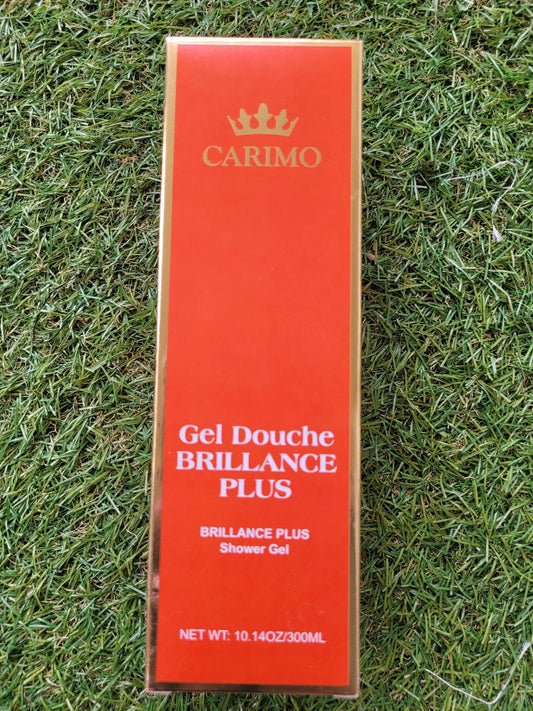 CARIMO
Gel Douche
BRILLANCE
PLUS
BRILLANCE PLUS
Shower Gel
NET WT: 10.14OZ/300ML